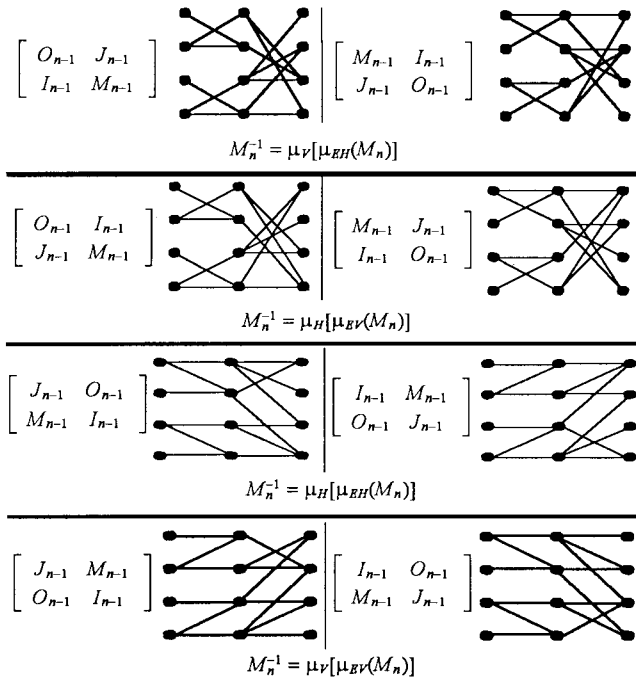 O_{n-1} J_{n-1}
I_{n-1} M_{n-1}
M_{n-1} I_{n-1}
J_{n-1} O_{n-1}
M_n^{-1} = μ_V[μ_{EH}(M_n)]
O_{n-1} I_{n-1}
J_{n-1} M_{n-1}
M_{n-1} J_{n-1}
I_{n-1} O_{n-1}
M_n^{-1} = μ_H[μ_{EV}(M_n)]
J_{n-1} O_{n-1}
M_{n-1} I_{n-1}
I_{n-1} M_{n-1}
O_{n-1} J_{n-1}
M_n^{-1} = μ_H[μ_{EH}(M_n)]
J_{n-1} M_{n-1}
O_{n-1} I_{n-1}
I_{n-1} O_{n-1}
M_{n-1} J_{n-1}
M_n^{-1} = μ_V[μ_{EV}(M_n)]